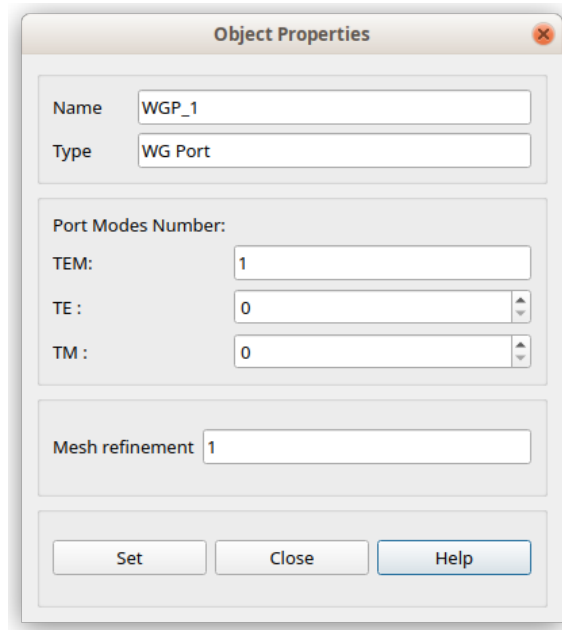 Object Properties
Name WGP_1
Type WG Port
Port Modes Number:
TEM: 1
TE : 0
TM : 0
Mesh refinement 1
Set Close Help